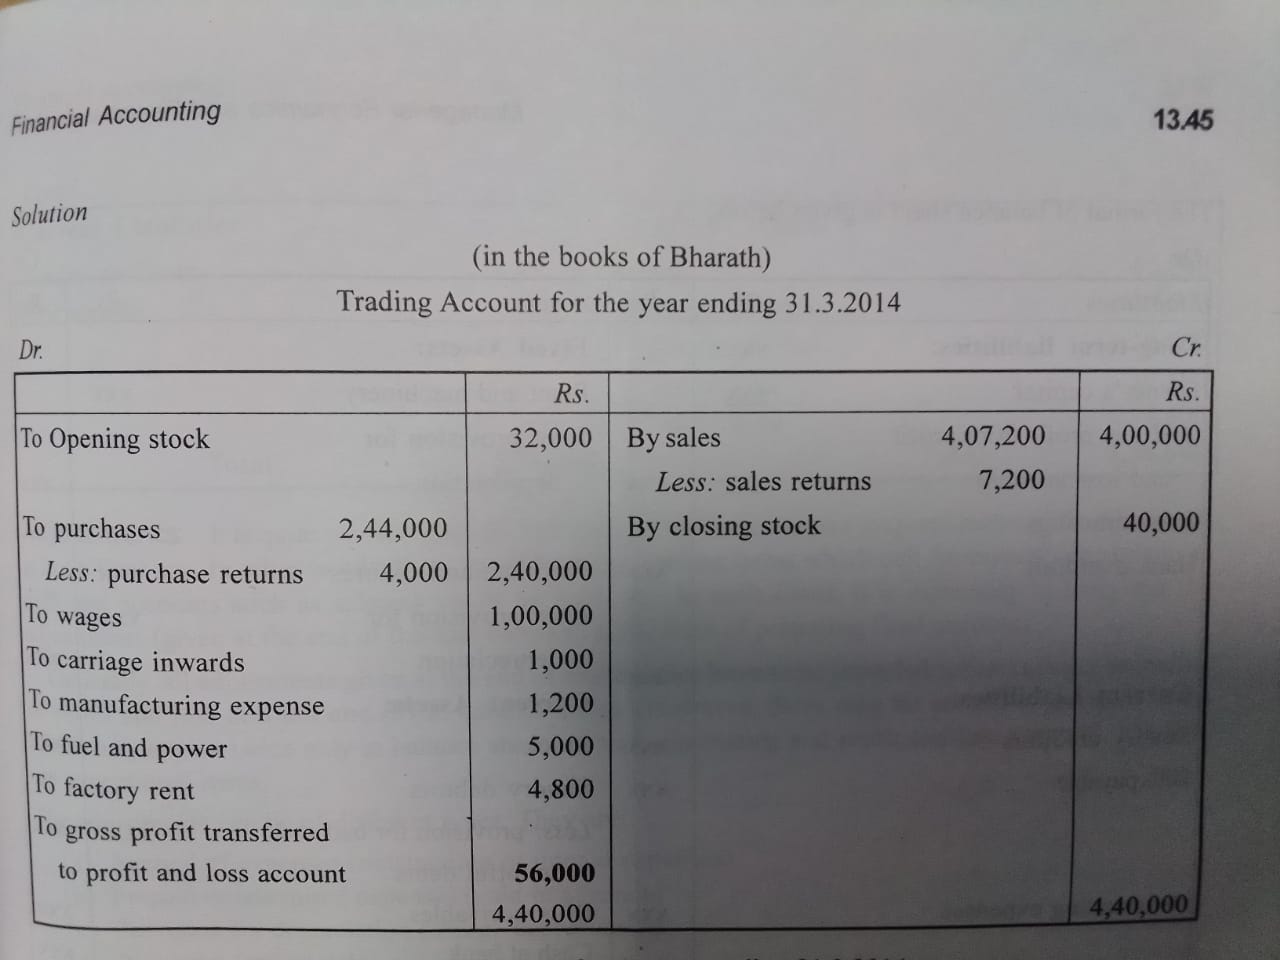 Financial Accounting 13.45
Solution
(in the books of Bharath)
Trading Account for the year ending 31.3.2014
Dr. Cr.
Rs. Rs.
To Opening stock 32,000 By sales 4,07,200 4,00,000
Less: sales returns 7,200
To purchases 2,44,000 By closing stock 40,000
Less: purchase returns 4,000 2,40,000
To wages 1,00,000
To carriage inwards 1,000
To manufacturing expense 1,200
To fuel and power 5,000
To factory rent 4,800
To gross profit transferred
to profit and loss account 56,000
4,40,000 4,40,000